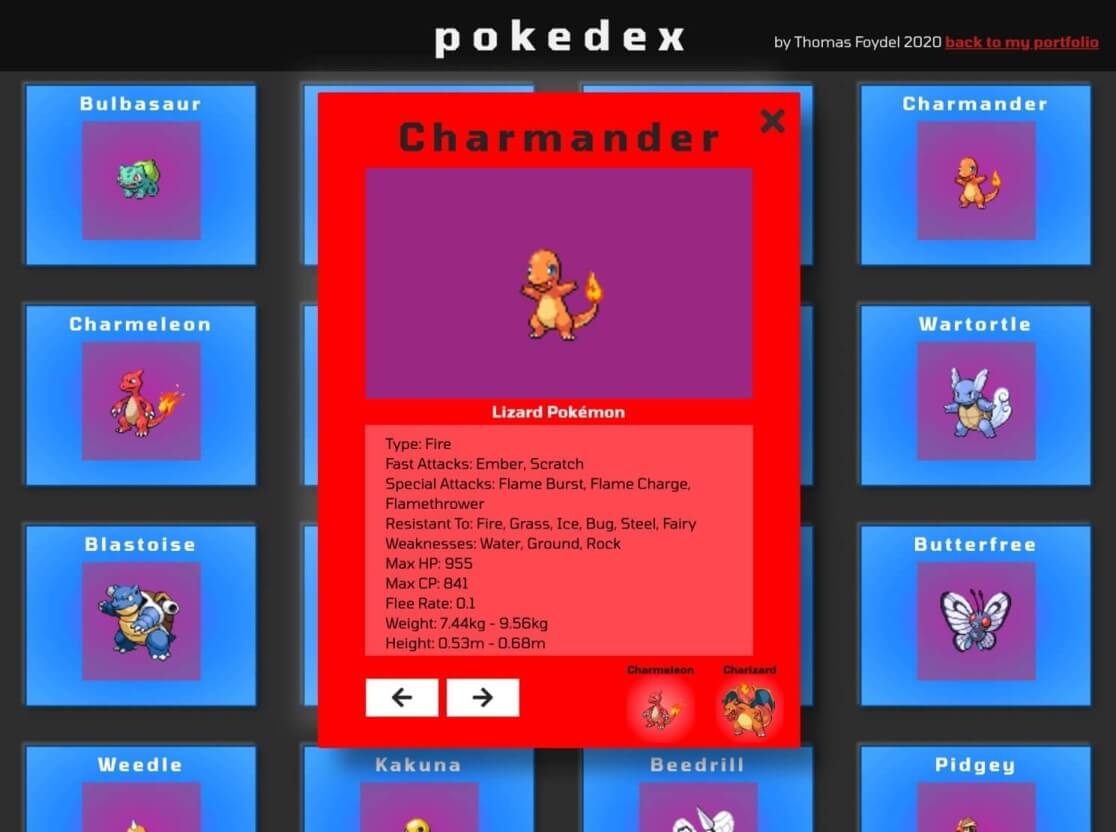 pokedex
by Thomas Foydel 2020 back to my portfolio
Bulbasaur
Charmander
Charmander
Lizard Pokémon
Type: Fire
Fast Attacks: Ember, Scratch
Special Attacks: Flame Burst, Flame Charge,
Flamethrower
Resistant To: Fire, Grass, Ice, Bug, Steel, Fairy
Weaknesses: Water, Ground, Rock
Max HP: 955
Max CP: 841
Flee Rate: 0.1
Weight: 7.44kg - 9.56kg
Height: 0.53m - 0.68m
Charmeleon
Charizard
Charmeleon
Wartortle
Blastoise
Butterfree
Weedle
Kakuna
Beedrill
Pidgey